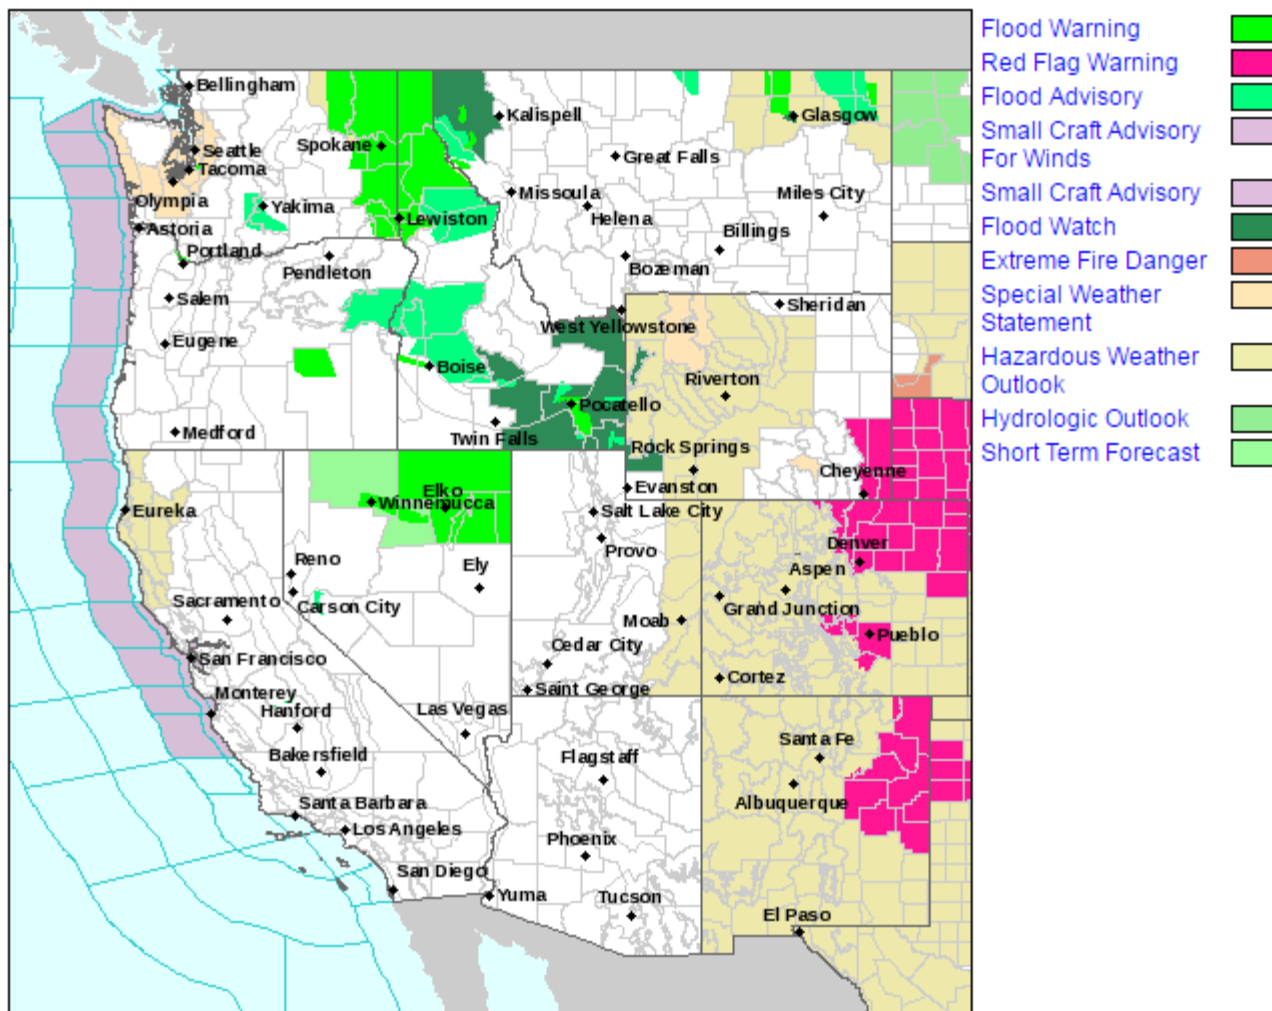 Bellingham
Seattle
Tacoma
Olympia
Astoria
Portland
Salem
Eugene
Medford
Yakima
Spokane
Lewiston
Pendleton
Kalispell
Great Falls
Missoula
Helena
Bozeman
Glasgow
Miles City
Billings
Sheridan
West Yellowstone
Boise
Pocatello
Twin Falls
Riverton
Rock Springs
Cheyenne
Evanston
Eureka
Elko
Winnemucca
Salt Lake City
Provo
Reno
Ely
Carson City
Sacramento
San Francisco
Monterey
Hanford
Bakersfield
Las Vegas
Moab
Cedar City
Saint George
Denver
Aspen
Grand Junction
Pueblo
Cortez
Santa Barbara
Los Angeles
San Diego
Yuma
Flagstaff
Phoenix
Tucson
Santa Fe
Albuquerque
El Paso
Flood Warning
Red Flag Warning
Flood Advisory
Small Craft Advisory
For Winds
Small Craft Advisory
Flood Watch
Extreme Fire Danger
Special Weather
Statement
Hazardous Weather
Outlook
Hydrologic Outlook
Short Term Forecast